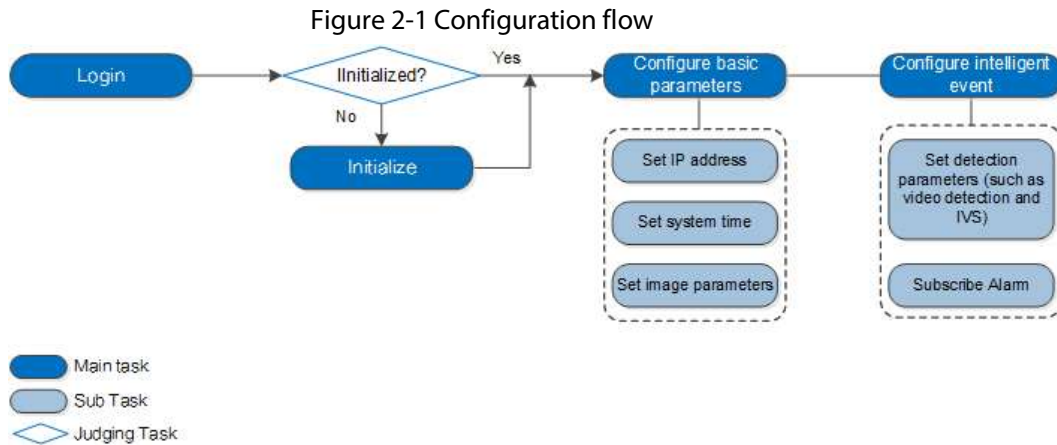 Figure 2-1 Configuration flow
Login
IInitialized?
Yes
No
Initialize
Configure basic
parameters
Set IP address
Set system time
Set image parameters
Configure intelligent
event
Set detection
parameters (such as
video detection and
IVS)
Subscribe Alarm
Main task
Sub Task
Judging Task